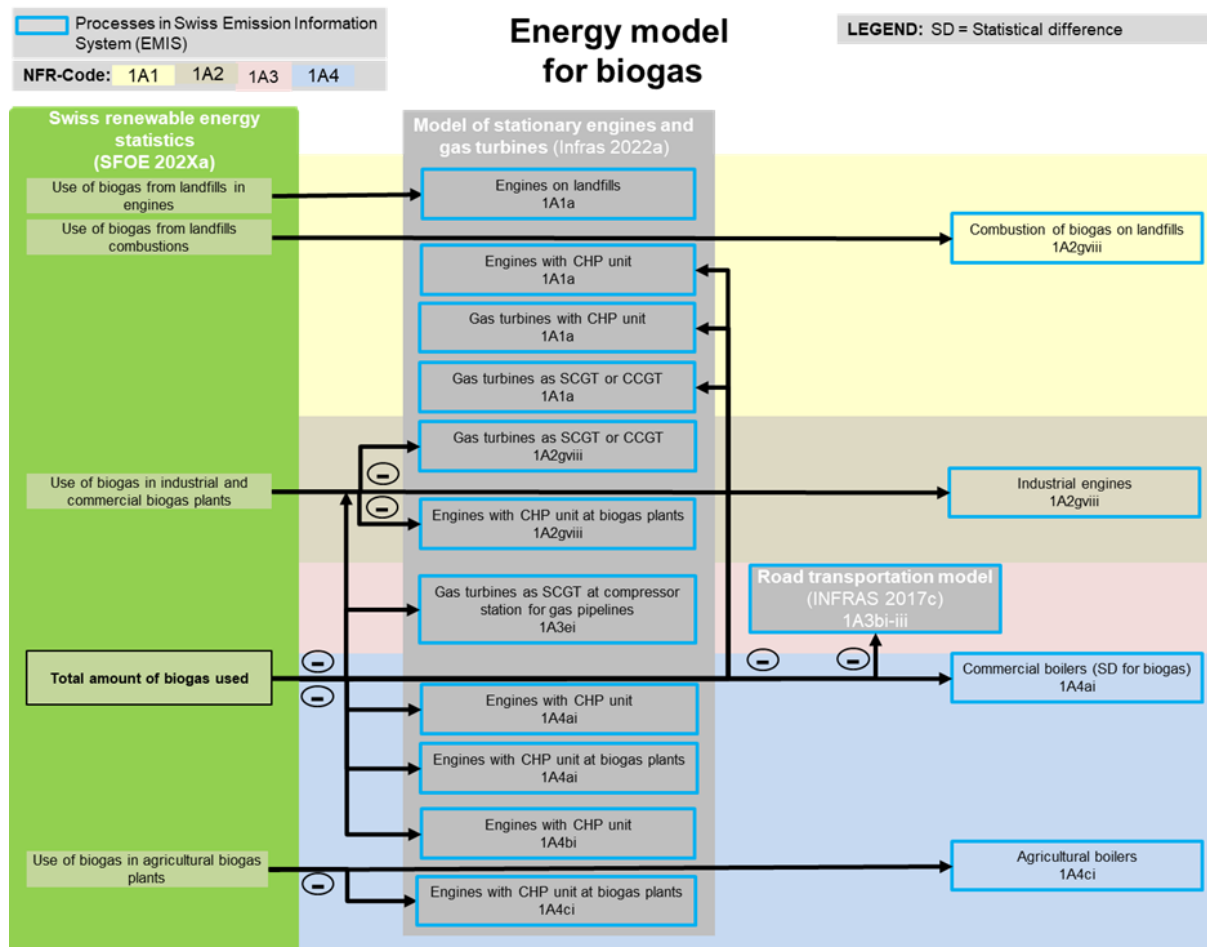 Processes in Swiss Emission Information
System (EMIS)
NFR-Code: 1A1 1A2 1A3 1A4
Energy model
for biogas
LEGEND: SD = Statistical difference
Swiss renewable energy
statistics
(SFOE 202Xa)
Model of stationary engines and
gas turbines (Infras 2022a)
Use of biogas from landfills in
engines
Engines on landfills
1A1a
Use of biogas from landfills
combustions
Combustion of biogas on landfills
1A2gviii
Engines with CHP unit
1A1a
Gas turbines with CHP unit
1A1a
Gas turbines as SCGT or CCGT
1A1a
Gas turbines as SCGT or CCGT
1A2gviii
-
Use of biogas in industrial and
commercial biogas plants
Industrial engines
1A2gviii
-
Engines with CHP unit at biogas plants
1A2gviii
Gas turbines as SCGT at compressor
station for gas pipelines
1A3ei
Road transportation model
(INFRAS 2017c)
1A3bi-iii
- - -
Total amount of biogas used
Commercial boilers (SD for biogas)
1A4ai
-
Engines with CHP unit
1A4ai
Engines with CHP unit at biogas plants
1A4ai
Engines with CHP unit
1A4bi
Use of biogas in agricultural biogas
plants
Agricultural boilers
1A4ci
-
Engines with CHP unit at biogas plants
1A4ci